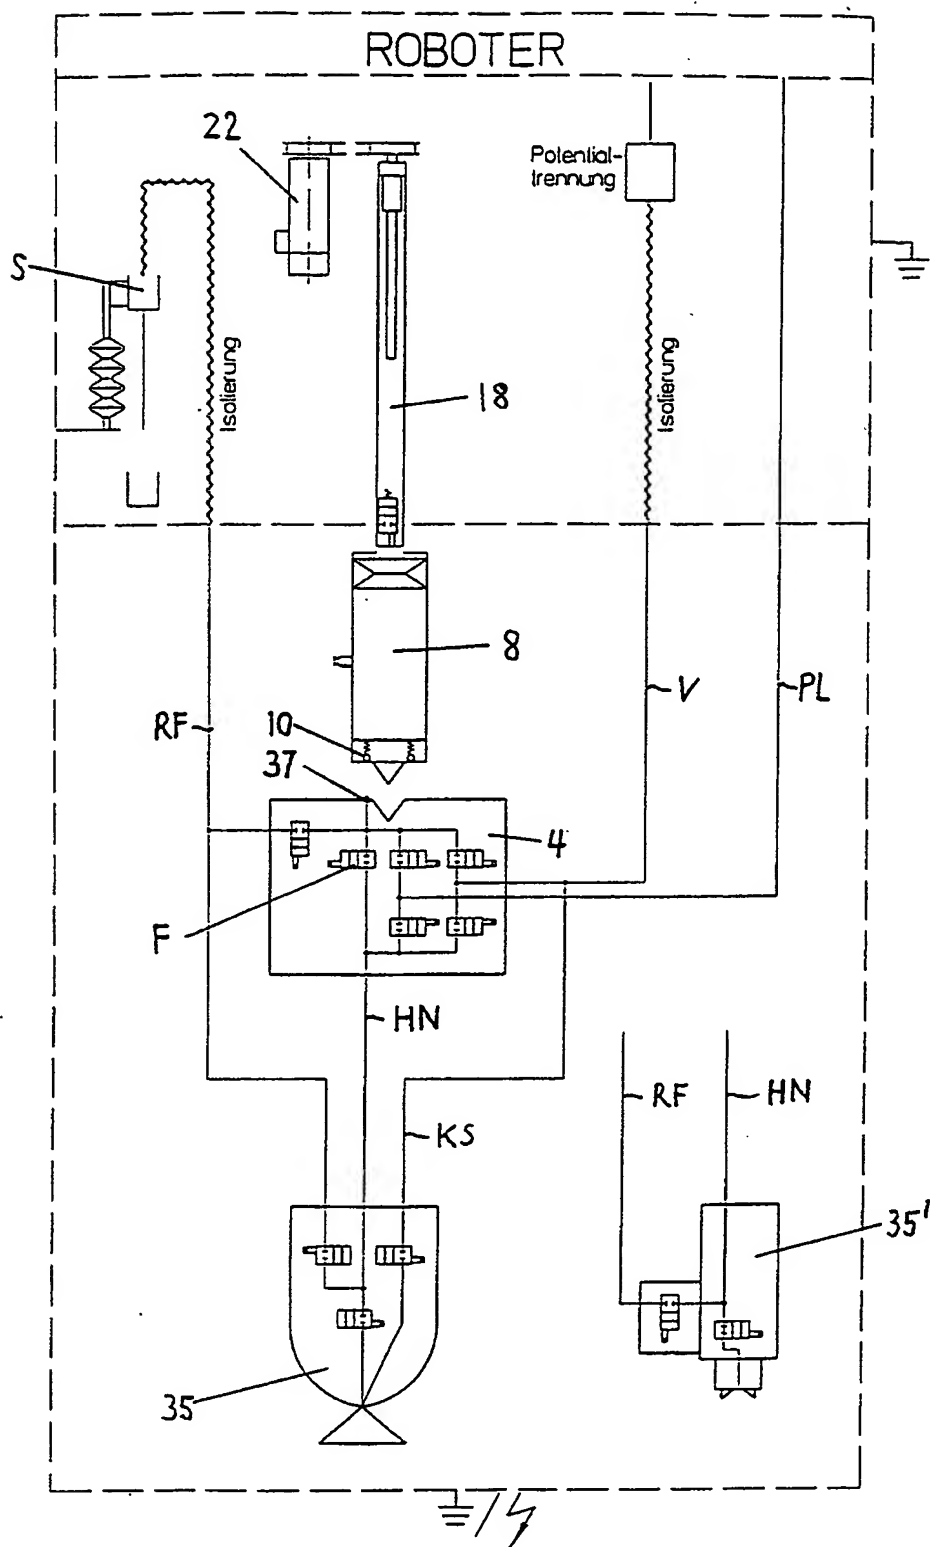 ROBOTER
22
Potential-
trennung
S
Isolierung
Isolierung
18
8
V
PL
RF
10
37
4
F
HN
RF
HN
KS
35'
35